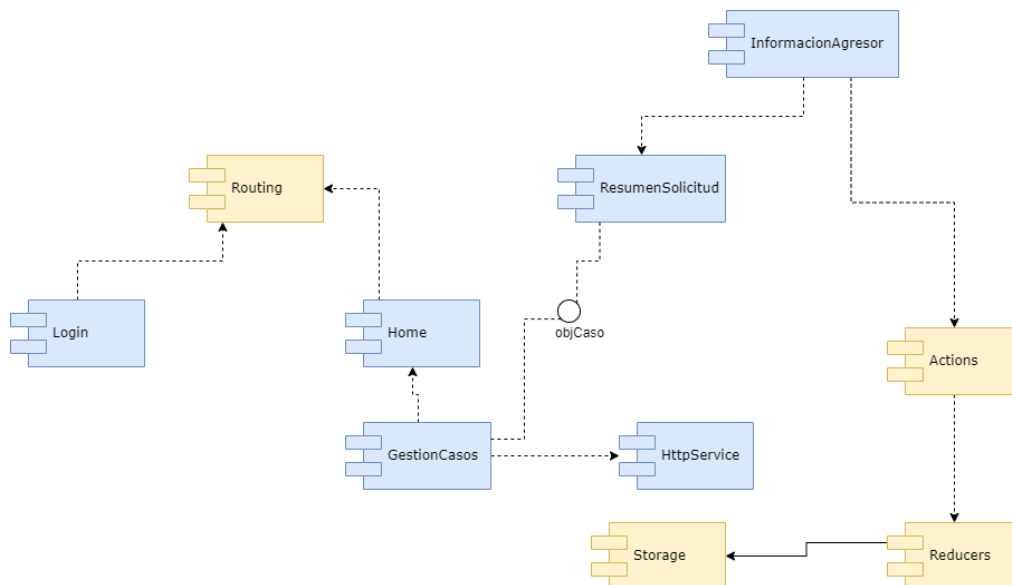 InformacionAgresor
Routing
ResumenSolicitud
Login
Home
objCaso
Actions
GestionCasos
HttpService
Storage
Reducers